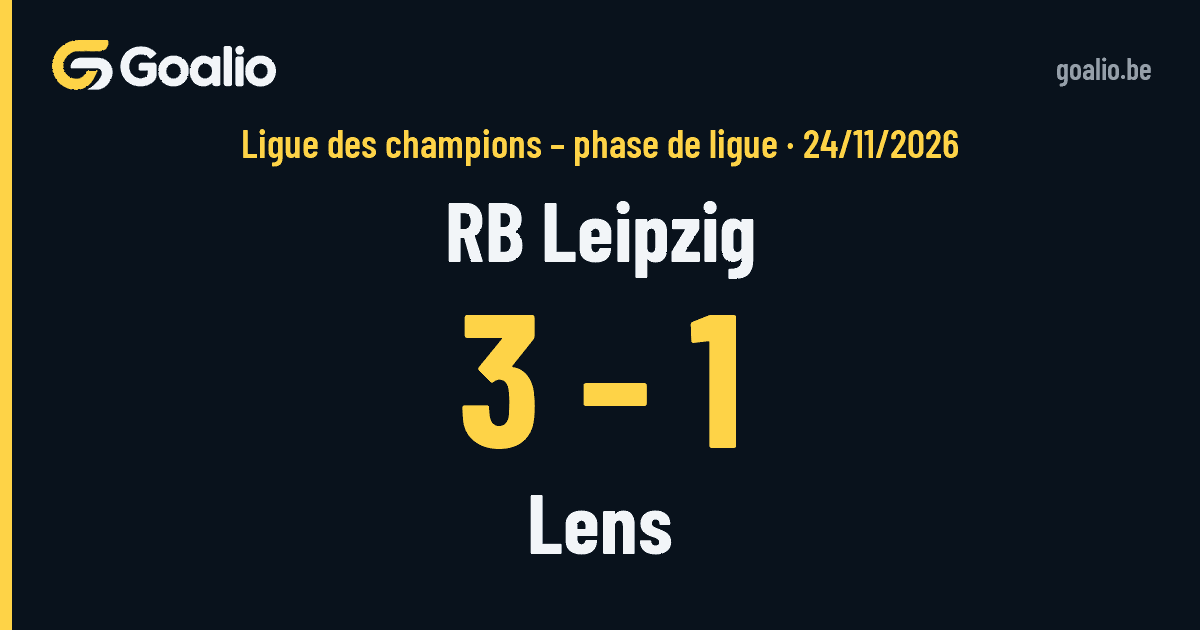 Goalio
goalio.be
Ligue des champions – phase de ligue · 24/11/2026
RB Leipzig
3 – 1
Lens